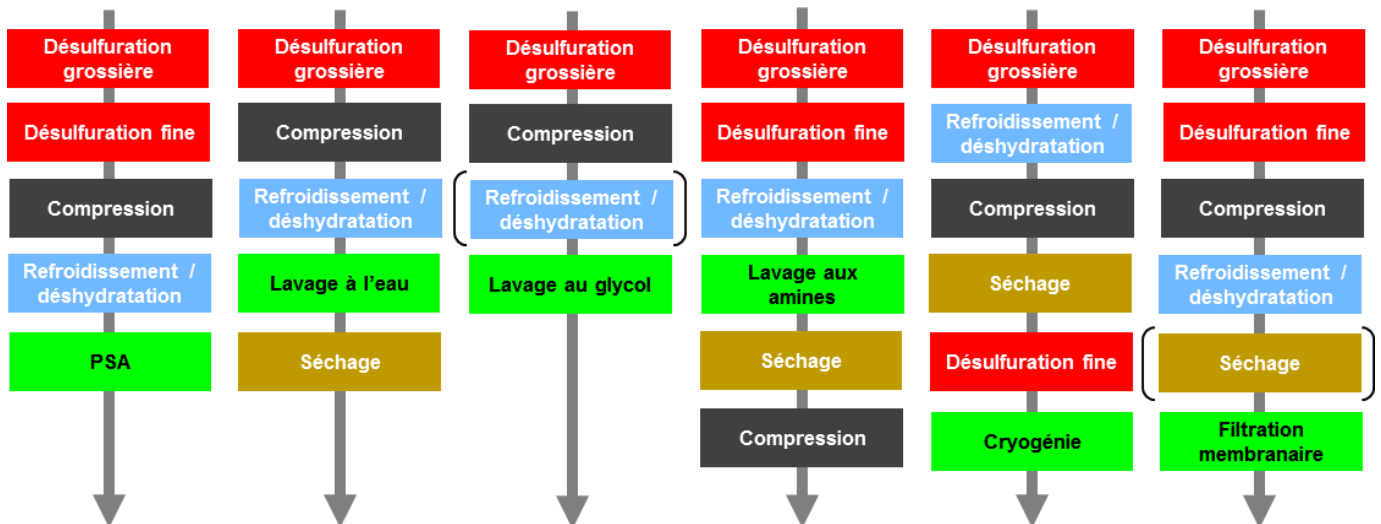 Désulfuration
grossière
Désulfuration fine
Compression
Refroidissement /
déshydratation
PSA
Désulfuration
grossière
Compression
Refroidissement /
déshydratation
Lavage à l'eau
Séchage
Désulfuration
grossière
Compression
Refroidissement /
déshydratation
Lavage au glycol
Désulfuration
grossière
Désulfuration fine
Refroidissement /
déshydratation
Lavage aux
amines
Séchage
Compression
Désulfuration
grossière
Refroidissement /
déshydratation
Compression
Séchage
Désulfuration fine
Cryogénie
Désulfuration
grossière
Désulfuration fine
Compression
Refroidissement /
déshydratation
Séchage
Filtration
membranaire